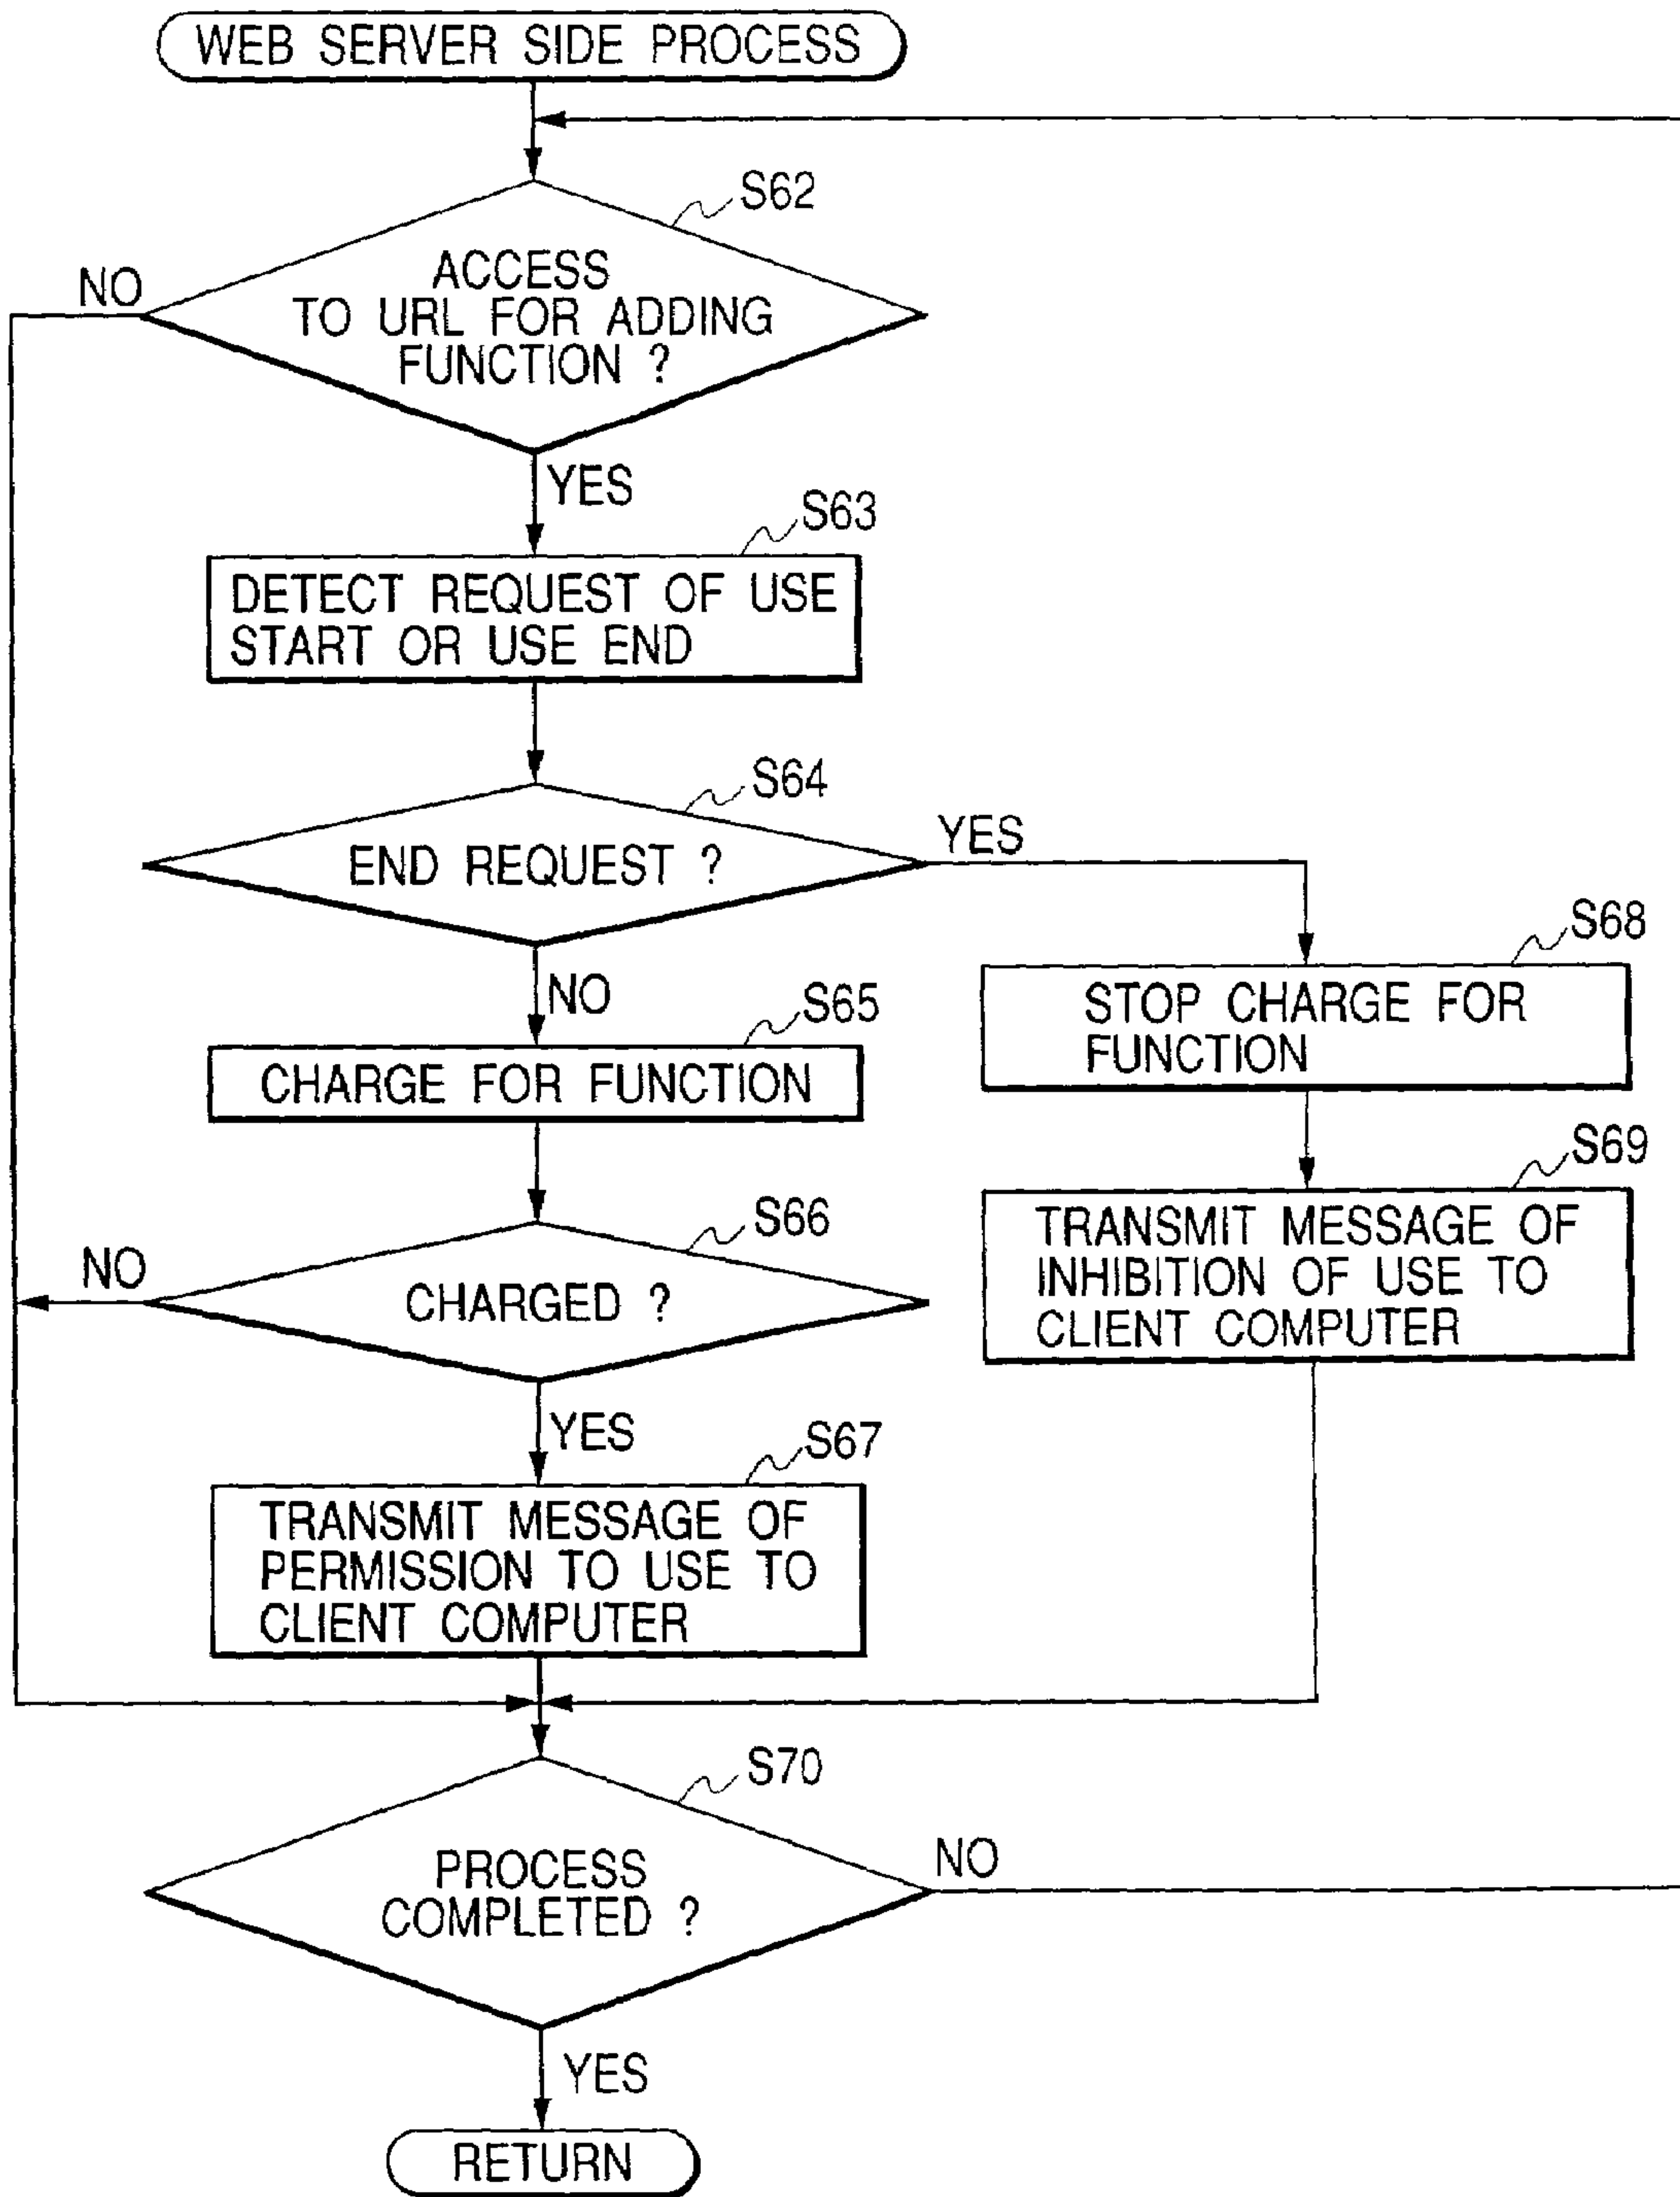 WEB SERVER SIDE PROCESS
S62
ACCESS
TO URL FOR ADDING
FUNCTION ?
NO
YES
S63
DETECT REQUEST OF USE
START OR USE END
S64
END REQUEST ?
YES
NO
S65
CHARGE FOR FUNCTION
S68
STOP CHARGE FOR
FUNCTION
S66
CHARGED ?
NO
S69
TRANSMIT MESSAGE OF
INHIBITION OF USE TO
CLIENT COMPUTER
YES
S67
TRANSMIT MESSAGE OF
PERMISSION TO USE TO
CLIENT COMPUTER
S70
PROCESS
COMPLETED ?
NO
YES
RETURN